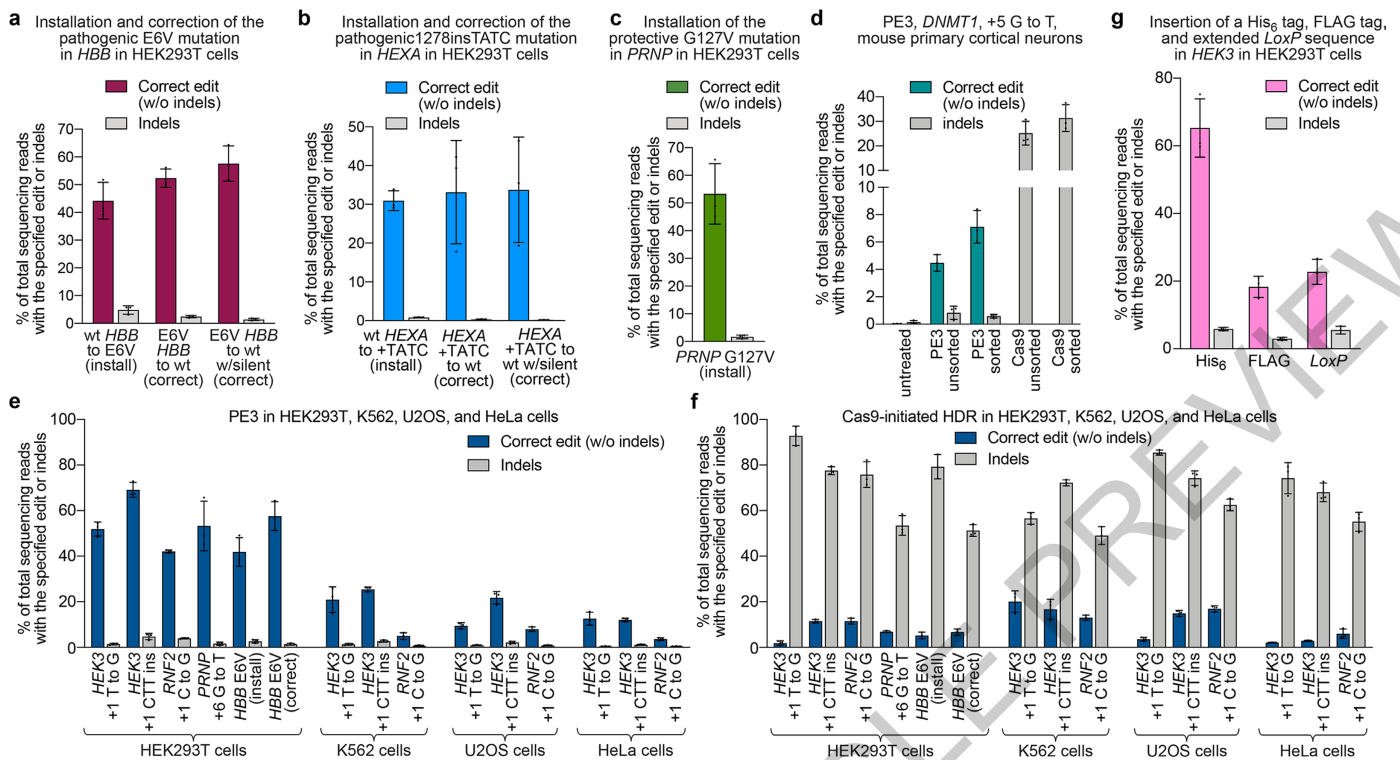 a
Installation and correction of the
pathogenic E6V mutation
in HBB in HEK293T cells
Correct edit
(w/o indels)
Indels
% of total sequencing reads
with the specified edit or indels
70
60
50
40
30
20
10
0
wt HBB
to E6V
(install)
E6V
HBB
to wt
(correct)
E6V HBB
to wt
w/silent
(correct)
b
Installation and correction of the
pathogenic1278insTATC mutation
in HEXA in HEK293T cells
Correct edit
(w/o indels)
Indels
% of total sequencing reads
with the specified edit or indels
50
40
30
20
10
0
wt HEXA
to +TATC
(install)
HEXA
+TATC
to wt
(correct)
HEXA
+TATC to
wt w/silent
(correct)
c
Installation of the
protective G127V mutation
in PRNP in HEK293T cells
Correct edit
(w/o indels)
Indels
% of total sequencing reads
with the specified edit or indels
70
60
50
40
30
20
10
0
PRNP G127V
(install)
d
PE3, DNMT1, +5 G to T,
mouse primary cortical neurons
Correct edit
(w/o indels)
indels
% of total sequencing reads
with the specified edit or indels
40
30
20
10
10
8
6
4
2
0
untreated
PE3
unsorted
PE3
sorted
Cas9
unsorted
Cas9
sorted
g
Insertion of a His6 tag, FLAG tag,
and extended LoxP sequence
in HEK3 in HEK293T cells
Correct edit
(w/o indels)
Indels
% of total sequencing reads
with the specified edit or indels
80
60
40
20
0
His6
FLAG
LoxP
e
PE3 in HEK293T, K562, U2OS, and HeLa cells
Correct edit (w/o indels)
Indels
% of total sequencing reads
with the specified edit or indels
100
80
60
40
20
0
HEK3
+1 T to G
HEK3
+1 CTT ins
RNF2
+1 C to G
PRNP
+6 G to T
HBB E6V
(install)
HBB E6V
(correct)
HEK3
+1 T to G
HEK3
+1 CTT ins
RNF2
+1 C to G
HEK3
+1 T to G
HEK3
+1 CTT ins
RNF2
+1 C to G
HEK3
+1 T to G
HEK3
+1 CTT ins
RNF2
+1 C to G
HEK293T cells
K562 cells
U2OS cells
HeLa cells
f
Cas9-initiated HDR in HEK293T, K562, U2OS, and HeLa cells
Correct edit (w/o indels)
Indels
% of total sequencing reads
with the specified edit or indels
100
80
60
40
20
0
HEK3
+1 T to G
HEK3
+1 CTT ins
RNF2
+1 C to G
PRNP
+6 G to T
HBB E6V
(install)
HBB E6V
(correct)
HEK3
+1 T to G
HEK3
+1 CTT ins
RNF2
+1 C to G
HEK3
+1 T to G
HEK3
+1 CTT ins
RNF2
+1 C to G
HEK3
+1 T to G
HEK3
+1 CTT ins
RNF2
+1 C to G
HEK293T cells
K562 cells
U2OS cells
HeLa cells
PREVIEW